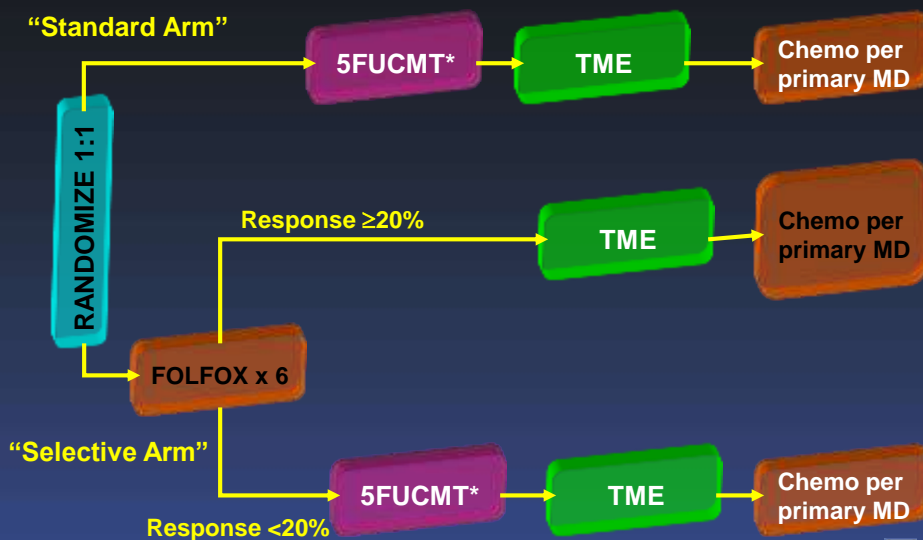 “Standard Arm”
5FUCMT*
TME
Chemo per
primary MD
RANDOMIZE 1:1
Response ≥20%
TME
Chemo per
primary MD
FOLFOX x 6
“Selective Arm”
Response <20%
5FUCMT*
TME
Chemo per
primary MD